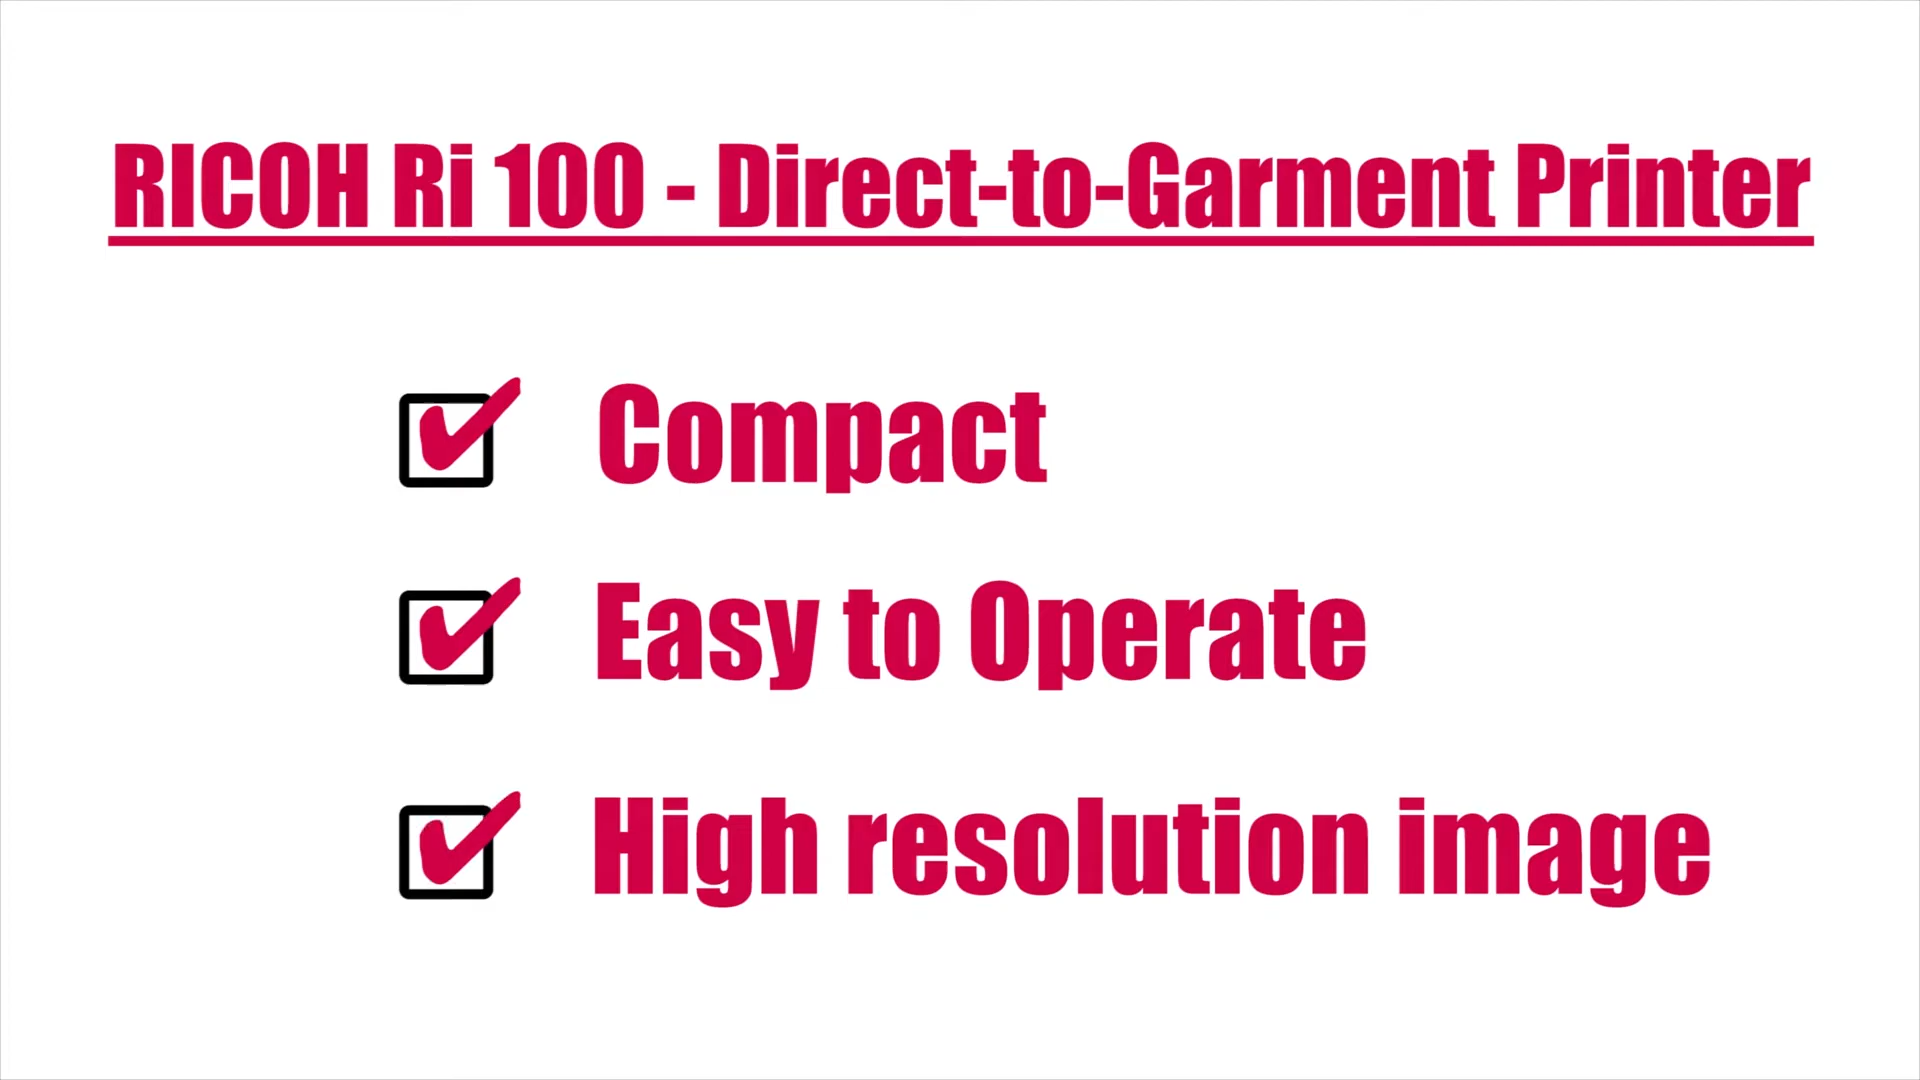 RICOH Ri 100 - Direct-to-Garment Printer
Compact
Easy to Operate
High resolution image